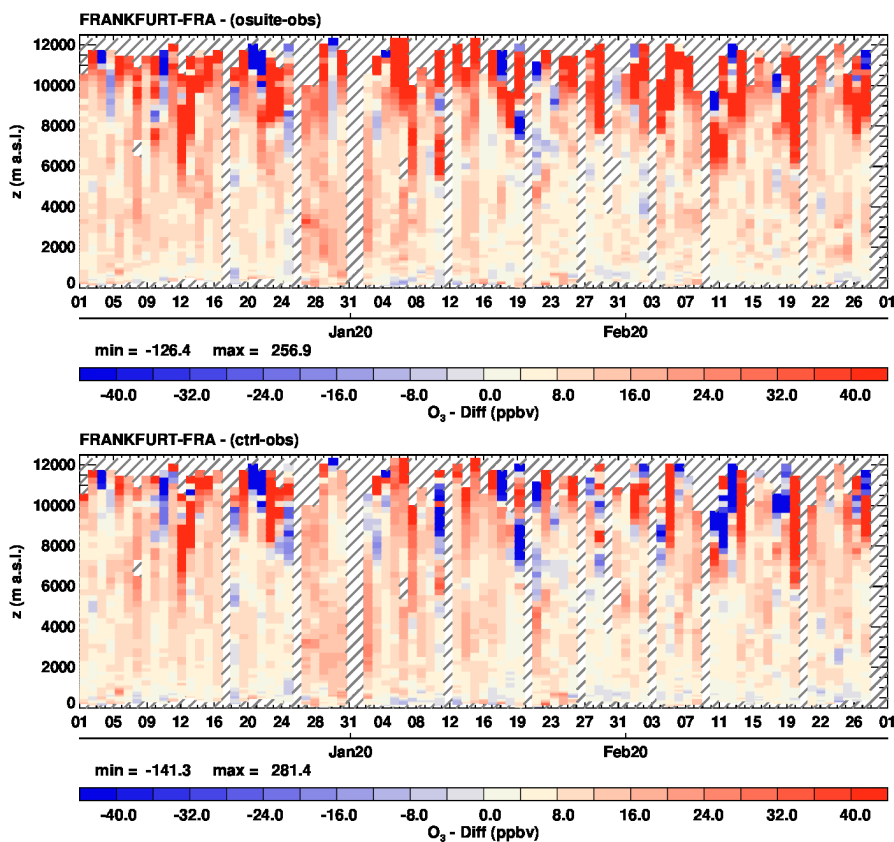 FRANKFURT-FRA - (osuite-obs)
12000
10000
8000
6000
4000
2000
0
z (m a.s.l.)
01 05 09 12 16 20 24 28 31 04 08 12 16 19 23 27 31 03 07 11 15 19 22 26 01
Jan20 Feb20
min = -126.4 max = 256.9
-40.0 -32.0 -24.0 -16.0 -8.0 0.0 8.0 16.0 24.0 32.0 40.0
O₃ - Diff (ppbv)
FRANKFURT-FRA - (ctrl-obs)
12000
10000
8000
6000
4000
2000
0
z (m a.s.l.)
01 05 09 12 16 20 24 28 31 04 08 12 16 19 23 27 31 03 07 11 15 19 22 26 01
Jan20 Feb20
min = -141.3 max = 281.4
-40.0 -32.0 -24.0 -16.0 -8.0 0.0 8.0 16.0 24.0 32.0 40.0
O₃ - Diff (ppbv)